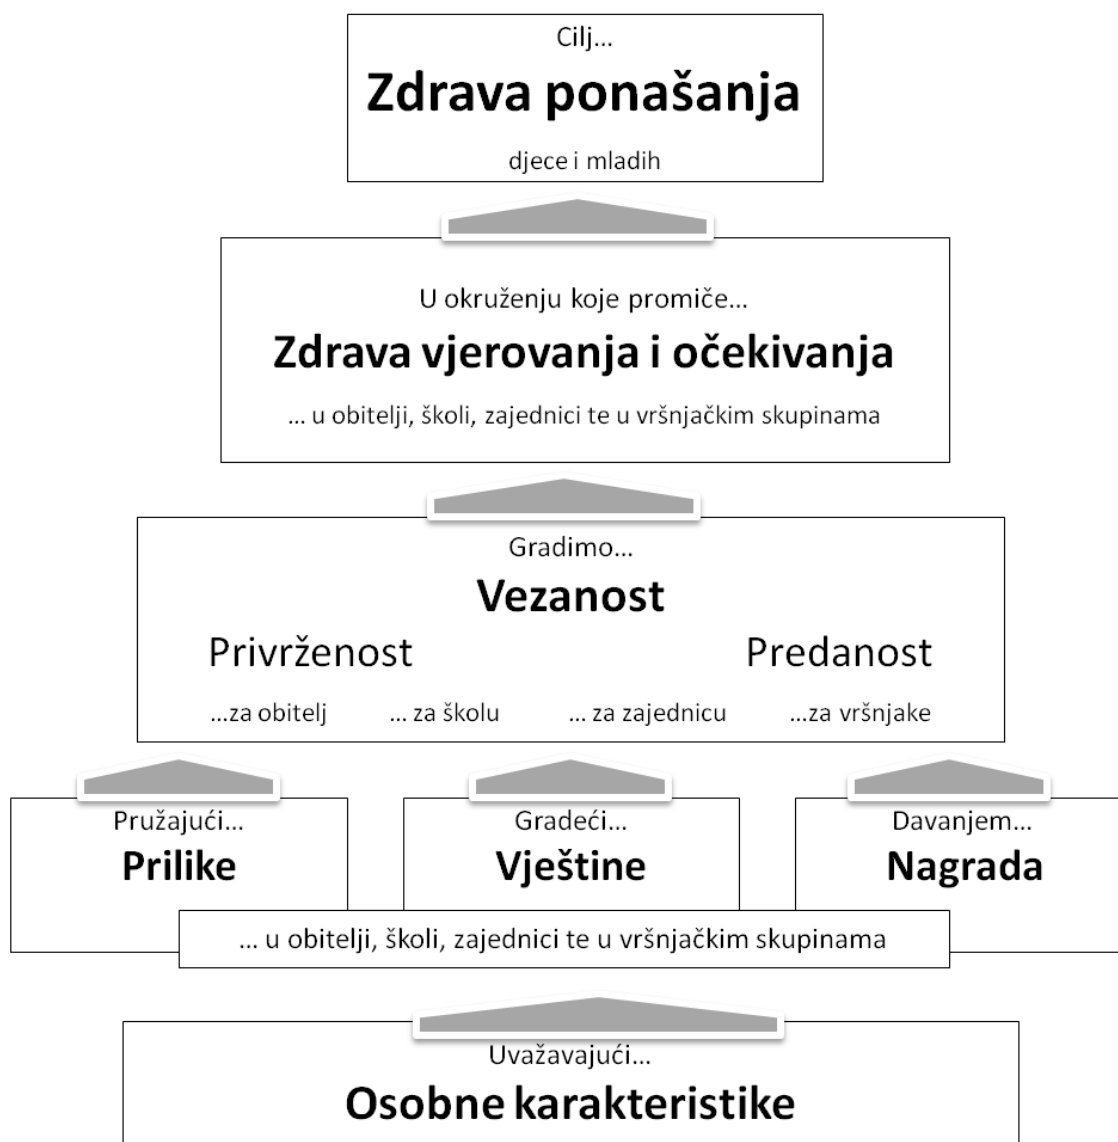 Cilj...
Zdrava ponašanja
djece i mladih
U okruženju koje promiče...
Zdrava vjerovanja i očekivanja
... u obitelji, školi, zajednici te u vršnjačkim skupinama
Gradimo...
Vezanost
Privrženost Predanost
...za obitelj ... za školu ... za zajednicu ...za vršnjake
Pružajući...
Prilike
Gradeći...
Vještine
Davanjem...
Nagrada
... u obitelji, školi, zajednici te u vršnjačkim skupinama
Uvažavajući...
Osobne karakteristike